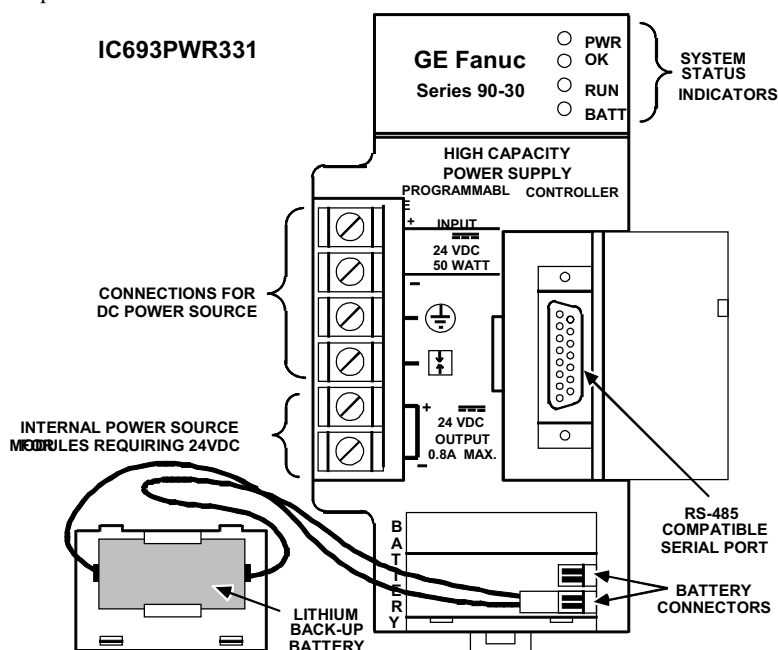 IC693PWR331
GE Fanuc
Series 90-30
PWR
OK
RUN
BATT
SYSTEM
STATUS
INDICATORS
HIGH CAPACITY
POWER SUPPLY
PROGRAMMABL
E
CONTROLLER
+
INPUT
24 VDC
50 WATT
-
CONNECTIONS FOR
DC POWER SOURCE
+
24 VDC
OUTPUT
0.8A MAX.
-
INTERNAL POWER SOURCE
FOR
MODULES REQUIRING 24VDC
RS-485
COMPATIBLE
SERIAL PORT
BATTERY
BATTERY
CONNECTORS
LITHIUM
BACK-UP
BATTERY